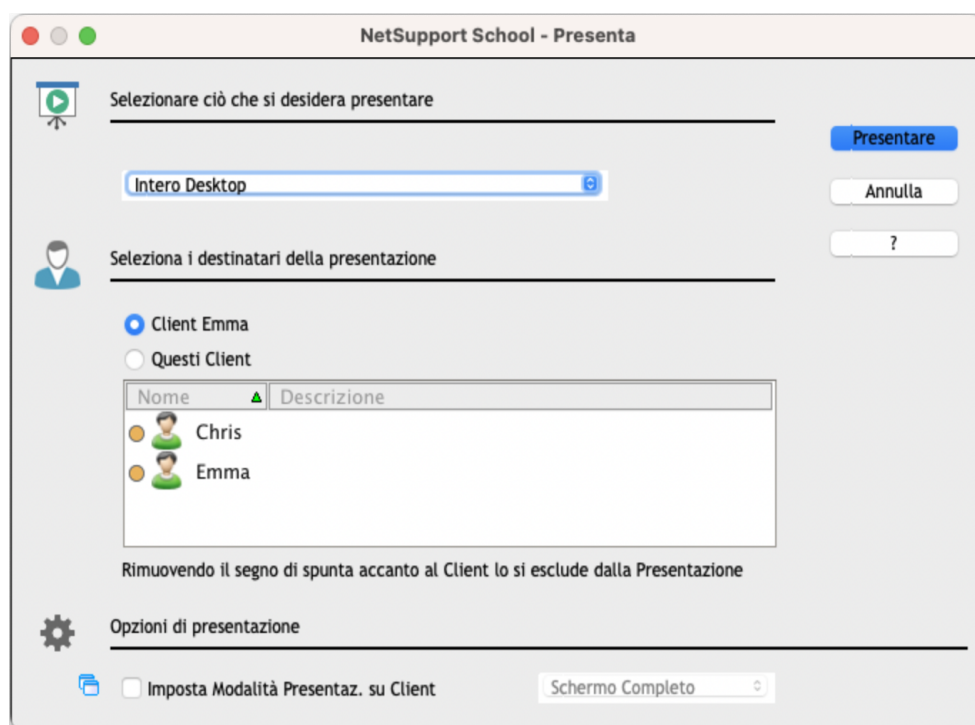 NetSupport School - Presenta
Selezionare ciò che si desidera presentare
Presentare
Intero Desktop
Annulla
?
Seleziona i destinatari della presentazione
Client Emma
Questi Client
Nome Descrizione
Chris
Emma
Rimuovendo il segno di spunta accanto al Client lo si esclude dalla Presentazione
Opzioni di presentazione
Imposta Modalità Presentaz. su Client Schermo Completo